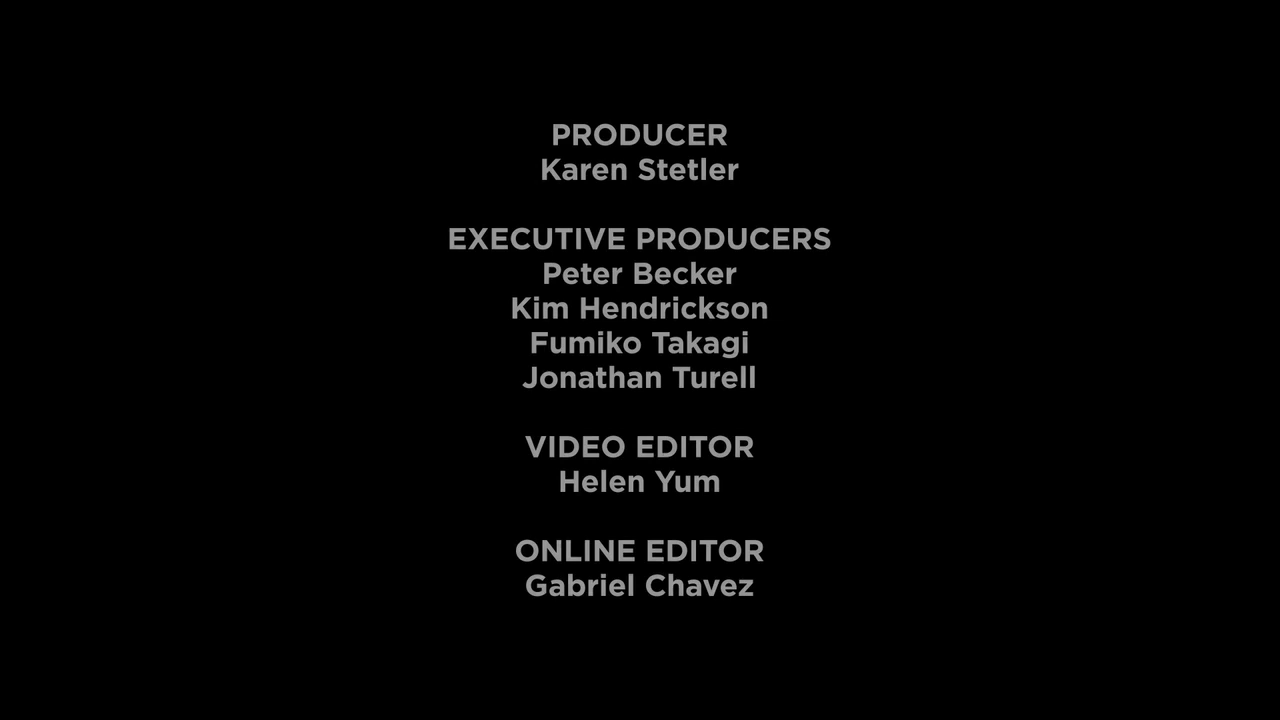 PRODUCER
Karen Stetler
EXECUTIVE PRODUCERS
Peter Becker
Kim Hendrickson
Fumiko Takagi
Jonathan Turell
VIDEO EDITOR
Helen Yum
ONLINE EDITOR
Gabriel Chavez